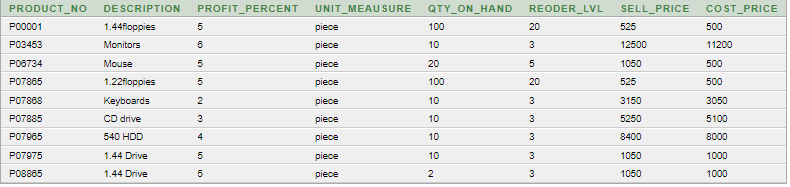 PRODUCT_NO DESCRIPTION PROFIT_PERCENT UNIT_MEAUSURE QTY_ON_HAND REODER_LVL SELL_PRICE COST_PRICE
P00001 1.44floppies 5 piece 100 20 525 500
P03453 Monitors 6 piece 10 3 12500 11200
P06734 Mouse 5 piece 20 5 1050 500
P07865 1.22floppies 5 piece 100 20 525 500
P07868 Keyboards 2 piece 10 3 3150 3050
P07885 CD drive 3 piece 10 3 5250 5100
P07965 540 HDD 4 piece 10 3 8400 8000
P07975 1.44 Drive 5 piece 10 3 1050 1000
P08865 1.44 Drive 5 piece 2 3 1050 1000